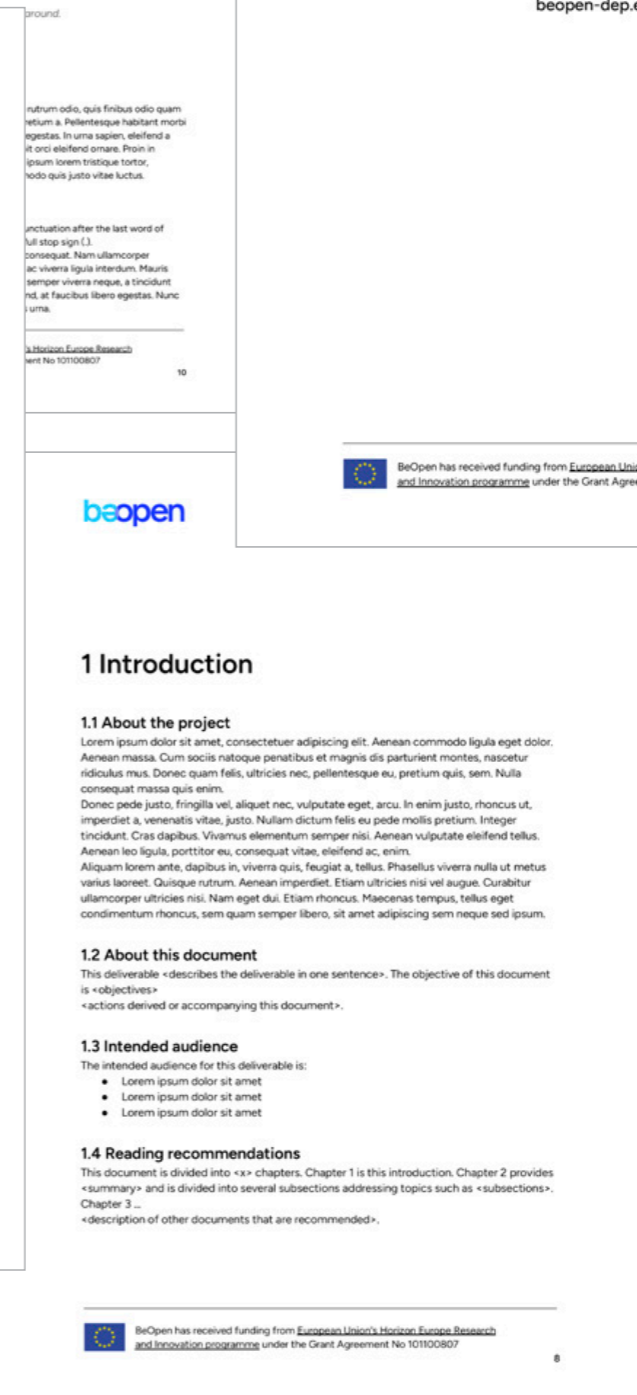 around.
rutrum odio, quis finibus odio quam
retium a. Pellentesque habitant morbi
egestas. In urna sapien, eleifend a
it orci eleifend ornare. Proin in
ipsum lorem tristique tortor,
modo quis justo vitae luctus.
unctuation after the last word of
full stop sign (.).
consequat. Nam ullamcorper
ac viverra ligula interdum. Mauris
semper viverra neque, a tincidunt
nd, at faucibus libero egestas. Nunc
urna.
's Horizon Europe Research
ment No 101100807
10
beopen-dep.e
BeOpen has received funding from European Unio
and Innovation programme under the Grant Agree
beopen
1 Introduction
1.1 About the project
Lorem ipsum dolor sit amet, consectetuer adipiscing elit. Aenean commodo ligula eget dolor.
Aenean massa. Cum sociis natoque penatibus et magnis dis parturient montes, nascetur
ridiculus mus. Donec quam felis, ultricies nec, pellentesque eu, pretium quis, sem. Nulla
consequat massa quis enim.
Donec pede justo, fringilla vel, aliquet nec, vulputate eget, arcu. In enim justo, rhoncus ut,
imperdiet a, venenatis vitae, justo. Nullam dictum felis eu pede mollis pretium. Integer
tincidunt. Cras dapibus. Vivamus elementum semper nisi. Aenean vulputate eleifend tellus.
Aenean leo ligula, porttitor eu, consequat vitae, eleifend ac, enim.
Aliquam lorem ante, dapibus in, viverra quis, feugiat a, tellus. Phasellus viverra nulla ut metus
varius laoreet. Quisque rutrum. Aenean imperdiet. Etiam ultricies nisi vel augue. Curabitur
ullamcorper ultricies nisi. Nam eget dui. Etiam rhoncus. Maecenas tempus, tellus eget
condimentum rhoncus, sem quam semper libero, sit amet adipiscing sem neque sed ipsum.
1.2 About this document
This deliverable <describes the deliverable in one sentence>. The objective of this document
is <objectives>
<actions derived or accompanying this document>.
1.3 Intended audience
The intended audience for this deliverable is:
● Lorem ipsum dolor sit amet
● Lorem ipsum dolor sit amet
● Lorem ipsum dolor sit amet
1.4 Reading recommendations
This document is divided into <x> chapters. Chapter 1 is this introduction. Chapter 2 provides
<summary> and is divided into several subsections addressing topics such as <subsections>.
Chapter 3 ...
<description of other documents that are recommended>.
BeOpen has received funding from European Union's Horizon Europe Research
and Innovation programme under the Grant Agreement No 101100807
8